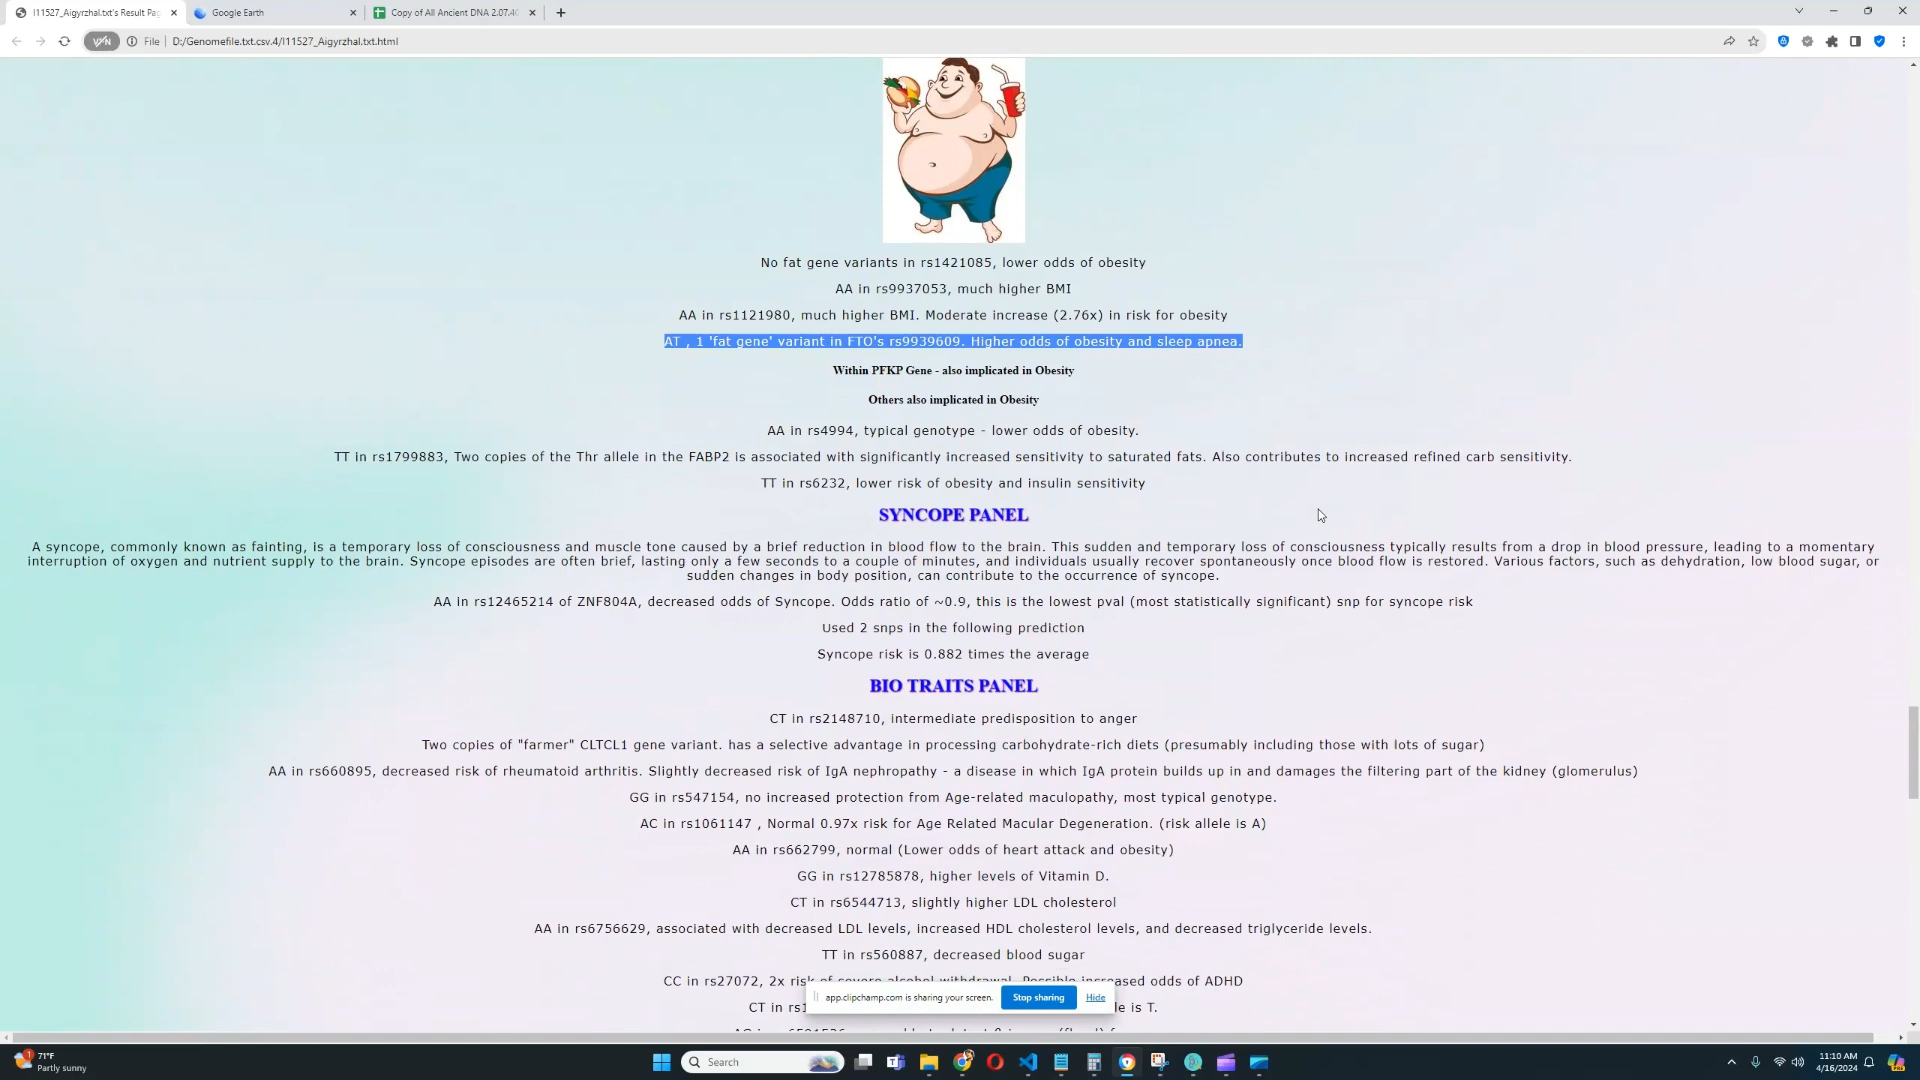 I11527_Aigyrzhal.txt's Result Pag
Google Earth
Copy of All Ancient DNA 2.07.40
File
D:/Genomefile.txt.csv.4/I11527_Aigyrzhal.txt.html
No fat gene variants in rs1421085, lower odds of obesity
AA in rs9937053, much higher BMI
AA in rs1121980, much higher BMI. Moderate increase (2.76x) in risk for obesity
AT , 1 'fat gene' variant in FTO's rs9939609. Higher odds of obesity and sleep apnea.
Within PFKP Gene - also implicated in Obesity
Others also implicated in Obesity
AA in rs4994, typical genotype - lower odds of obesity.
TT in rs1799883, Two copies of the Thr allele in the FABP2 is associated with significantly increased sensitivity to saturated fats. Also contributes to increased refined carb sensitivity.
TT in rs6232, lower risk of obesity and insulin sensitivity
SYNCOPE PANEL
A syncope, commonly known as fainting, is a temporary loss of consciousness and muscle tone caused by a brief reduction in blood flow to the brain. This sudden and temporary loss of consciousness typically results from a drop in blood pressure, leading to a momentary
interruption of oxygen and nutrient supply to the brain. Syncope episodes are often brief, lasting only a few seconds to a couple of minutes, and individuals usually recover spontaneously once blood flow is restored. Various factors, such as dehydration, low blood sugar, or
sudden changes in body position, can contribute to the occurrence of syncope.
AA in rs12465214 of ZNF804A, decreased odds of Syncope. Odds ratio of ~0.9, this is the lowest pval (most statistically significant) snp for syncope risk
Used 2 snps in the following prediction
Syncope risk is 0.882 times the average
BIO TRAITS PANEL
CT in rs2148710, intermediate predisposition to anger
Two copies of "farmer" CLTCL1 gene variant. has a selective advantage in processing carbohydrate-rich diets (presumably including those with lots of sugar)
AA in rs660895, decreased risk of rheumatoid arthritis. Slightly decreased risk of IgA nephropathy - a disease in which IgA protein builds up in and damages the filtering part of the kidney (glomerulus)
GG in rs547154, no increased protection from Age-related maculopathy, most typical genotype.
AC in rs1061147 , Normal 0.97x risk for Age Related Macular Degeneration. (risk allele is A)
AA in rs662799, normal (Lower odds of heart attack and obesity)
GG in rs12785878, higher levels of Vitamin D.
CT in rs6544713, slightly higher LDL cholesterol
AA in rs6756629, associated with decreased LDL levels, increased HDL cholesterol levels, and decreased triglyceride levels.
TT in rs560887, decreased blood sugar
CC in rs27072, 2x risk of severe alcohol withdrawal. Possible increased odds of ADHD
app.clipchamp.com is sharing your screen.
Stop sharing
Hide
CT in rs1
le is T.
71°F
Partly sunny
Search
11:10 AM
4/16/2024